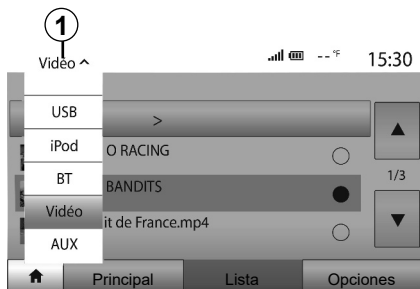 1
Vidéo
--°F
15:30
USB
>
iPod
O RACING
BT
BANDITS
1/3
Vidéo
it de France.mp4
AUX
Principal
Lista
Opciones